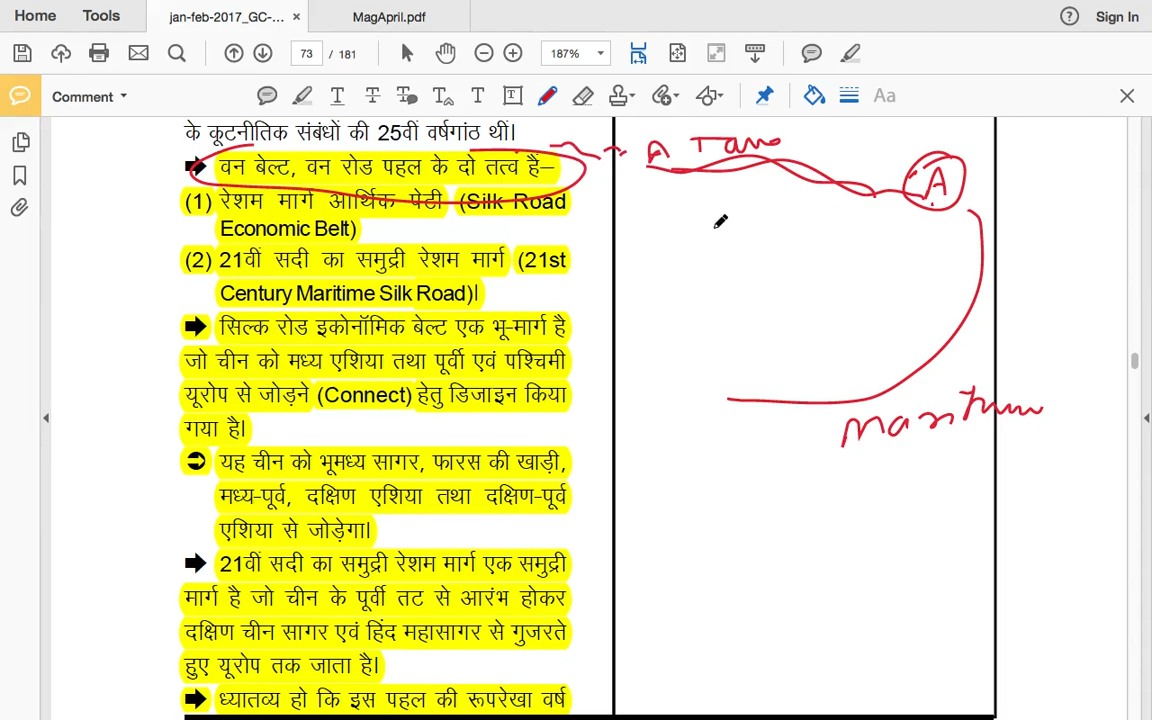 Home Tools jan-feb-2017_GC-... × MagApril.pdf ? Sign In
73 / 181 187%
Comment Aa
के कूटनीतिक संबंधों की 25वीं वर्षगांठ थीं।
वन बेल्ट, वन रोड पहल के दो तत्व हैं–
(1) रेशम मार्ग आर्थिक पेटी (Silk Road
Economic Belt)
(2) 21वीं सदी का समुद्री रेशम मार्ग (21st
Century Maritime Silk Road)।
सिल्क रोड इकोनॉमिक बेल्ट एक भू-मार्ग है
जो चीन को मध्य एशिया तथा पूर्वी एवं पश्चिमी
यूरोप से जोड़ने (Connect) हेतु डिजाइन किया
गया है।
यह चीन को भूमध्य सागर, फारस की खाड़ी,
मध्य-पूर्व, दक्षिण एशिया तथा दक्षिण-पूर्व
एशिया से जोड़ेगा।
21वीं सदी का समुद्री रेशम मार्ग एक समुद्री
मार्ग है जो चीन के पूर्वी तट से आरंभ होकर
दक्षिण चीन सागर एवं हिंद महासागर से गुजरते
हुए यूरोप तक जाता है।
ध्यातव्य हो कि इस पहल की रूपरेखा वर्ष
A
A